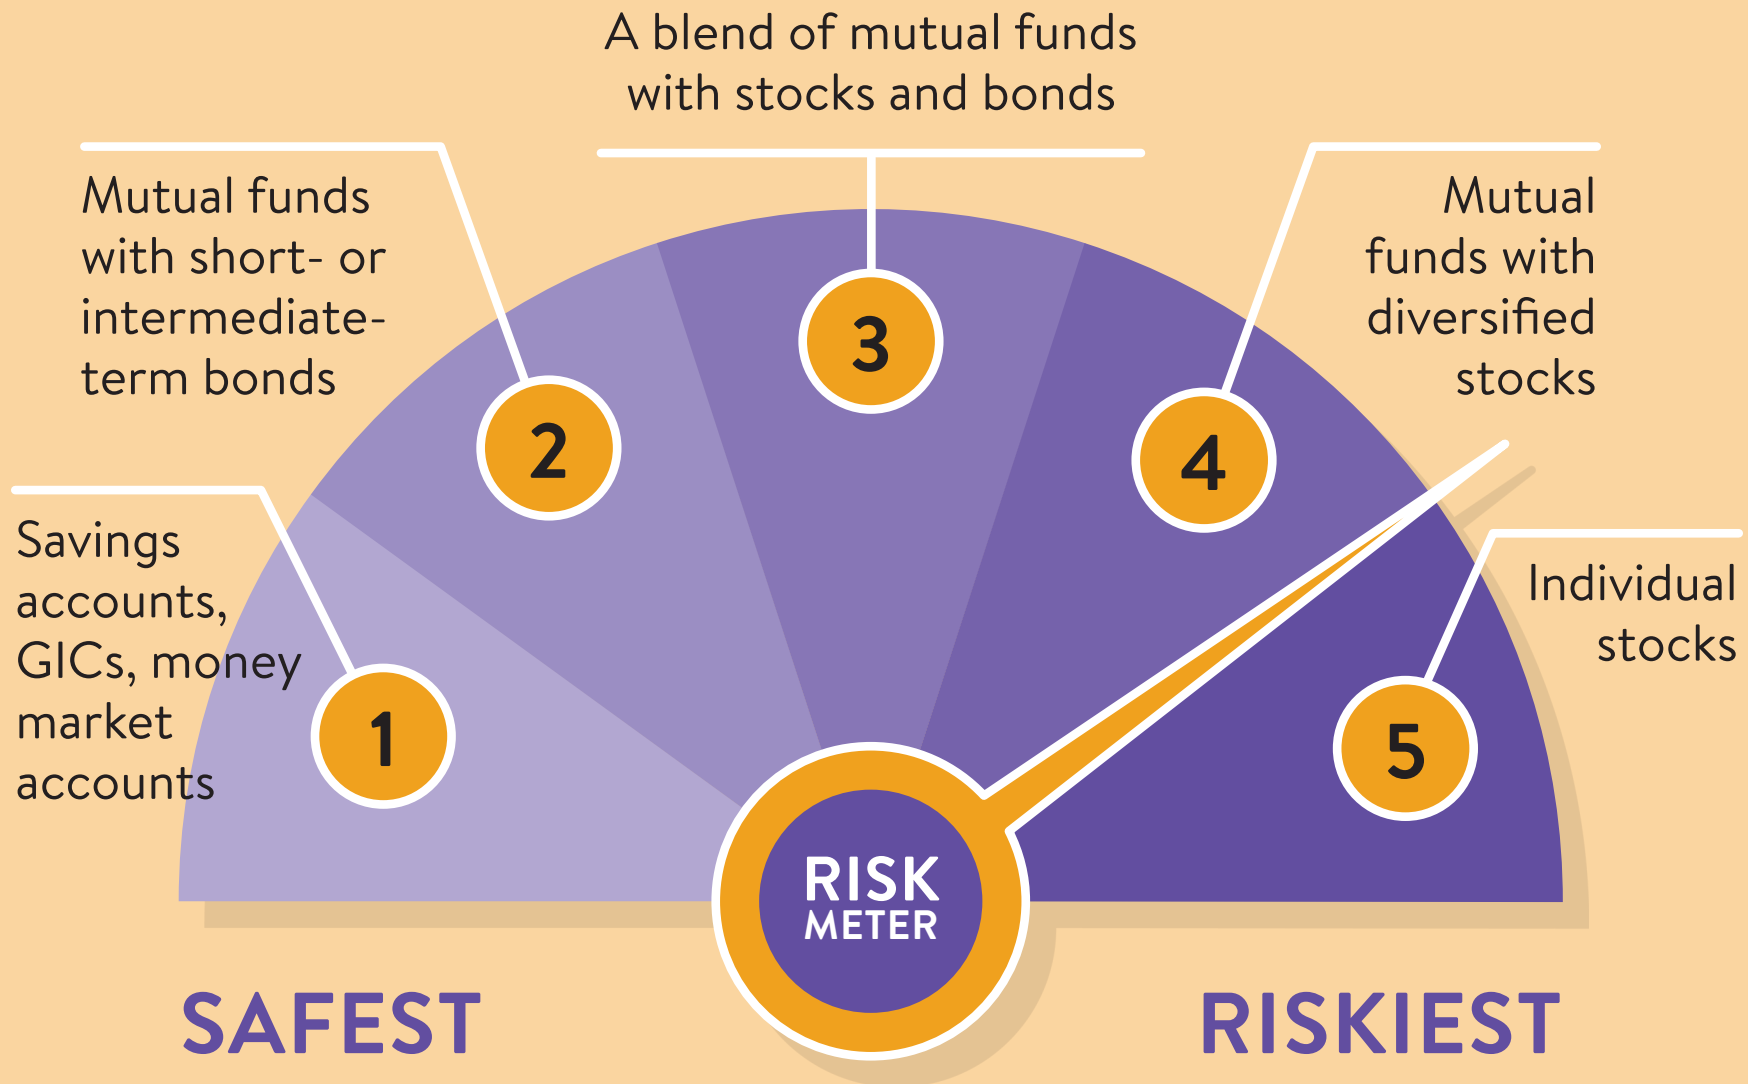 A blend of mutual funds
with stocks and bonds
Mutual funds
with short- or
intermediate-
term bonds
Mutual
funds with
diversified
stocks
Savings
accounts,
GICs, money
market
accounts
Individual
stocks
1
2
3
4
5
RISK
METER
SAFEST
RISKIEST